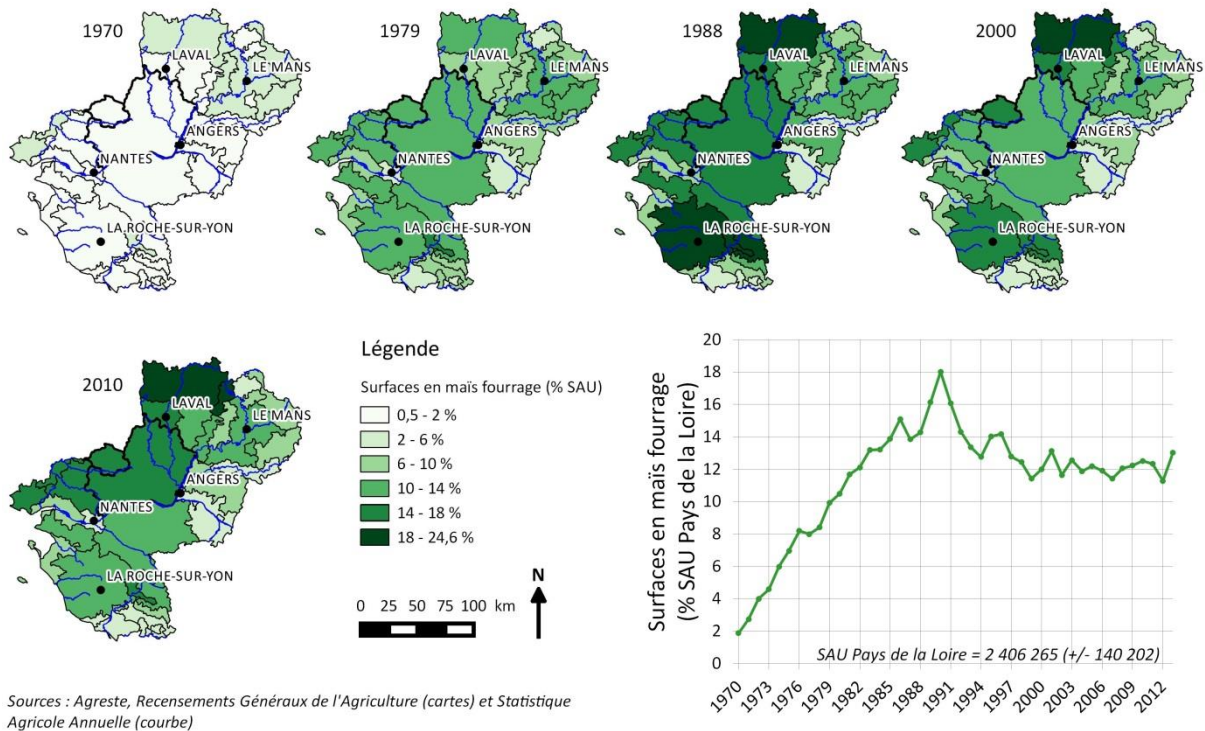 1970
LAVAL
LE MANS
ANGERS
NANTES
LA ROCHE-SUR-YON
1979
LAVAL
LE MANS
ANGERS
NANTES
LA ROCHE-SUR-YON
1988
LAVAL
LE MANS
ANGERS
NANTES
LA ROCHE-SUR-YON
2000
LAVAL
LE MANS
ANGERS
NANTES
LA ROCHE-SUR-YON
2010
LAVAL
LE MANS
ANGERS
NANTES
LA ROCHE-SUR-YON
Légende
Surfaces en maïs fourrage (% SAU)
0,5 - 2 %
2 - 6 %
6 - 10 %
10 - 14 %
14 - 18 %
18 - 24,6 %
0 25 50 75 100 km
N
Surfaces en maïs fourrage
(% SAU Pays de la Loire)
20
18
16
14
12
10
8
6
4
2
0
SAU Pays de la Loire = 2 406 265 (+/- 140 202)
1970 1973 1976 1979 1982 1985 1988 1991 1994 1997 2000 2003 2006 2009 2012
Sources : Agreste, Recensements Généraux de l'Agriculture (cartes) et Statistique
Agricole Annuelle (courbe)